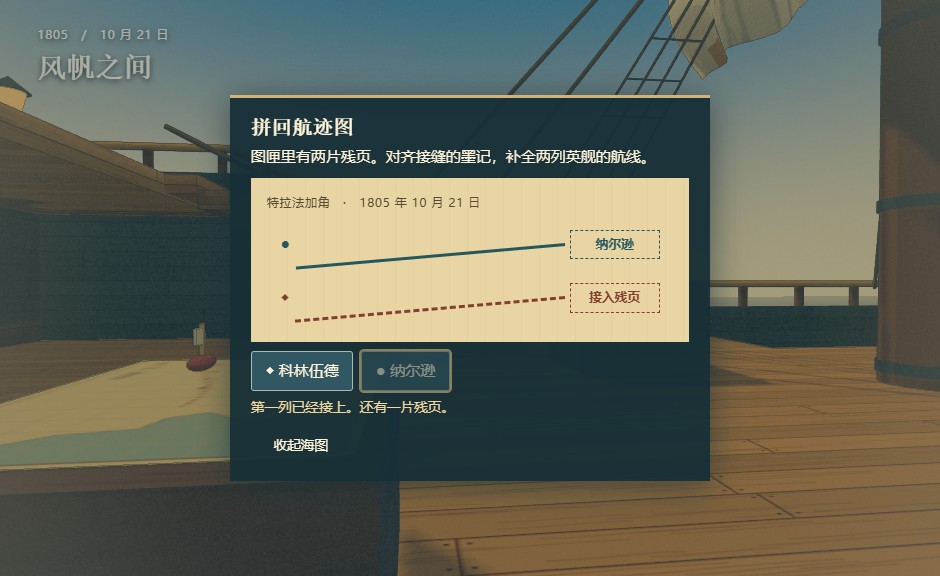 1805 / 10 月 21 日
风帆之间
拼回航迹图
图匣里有两片残页。对齐接缝的墨记，补全两列英舰的航线。
特拉法加角 · 1805 年 10 月 21 日
纳尔逊
接入残页
◆ 科林伍德
● 纳尔逊
第一列已经接上。还有一片残页。
收起海图